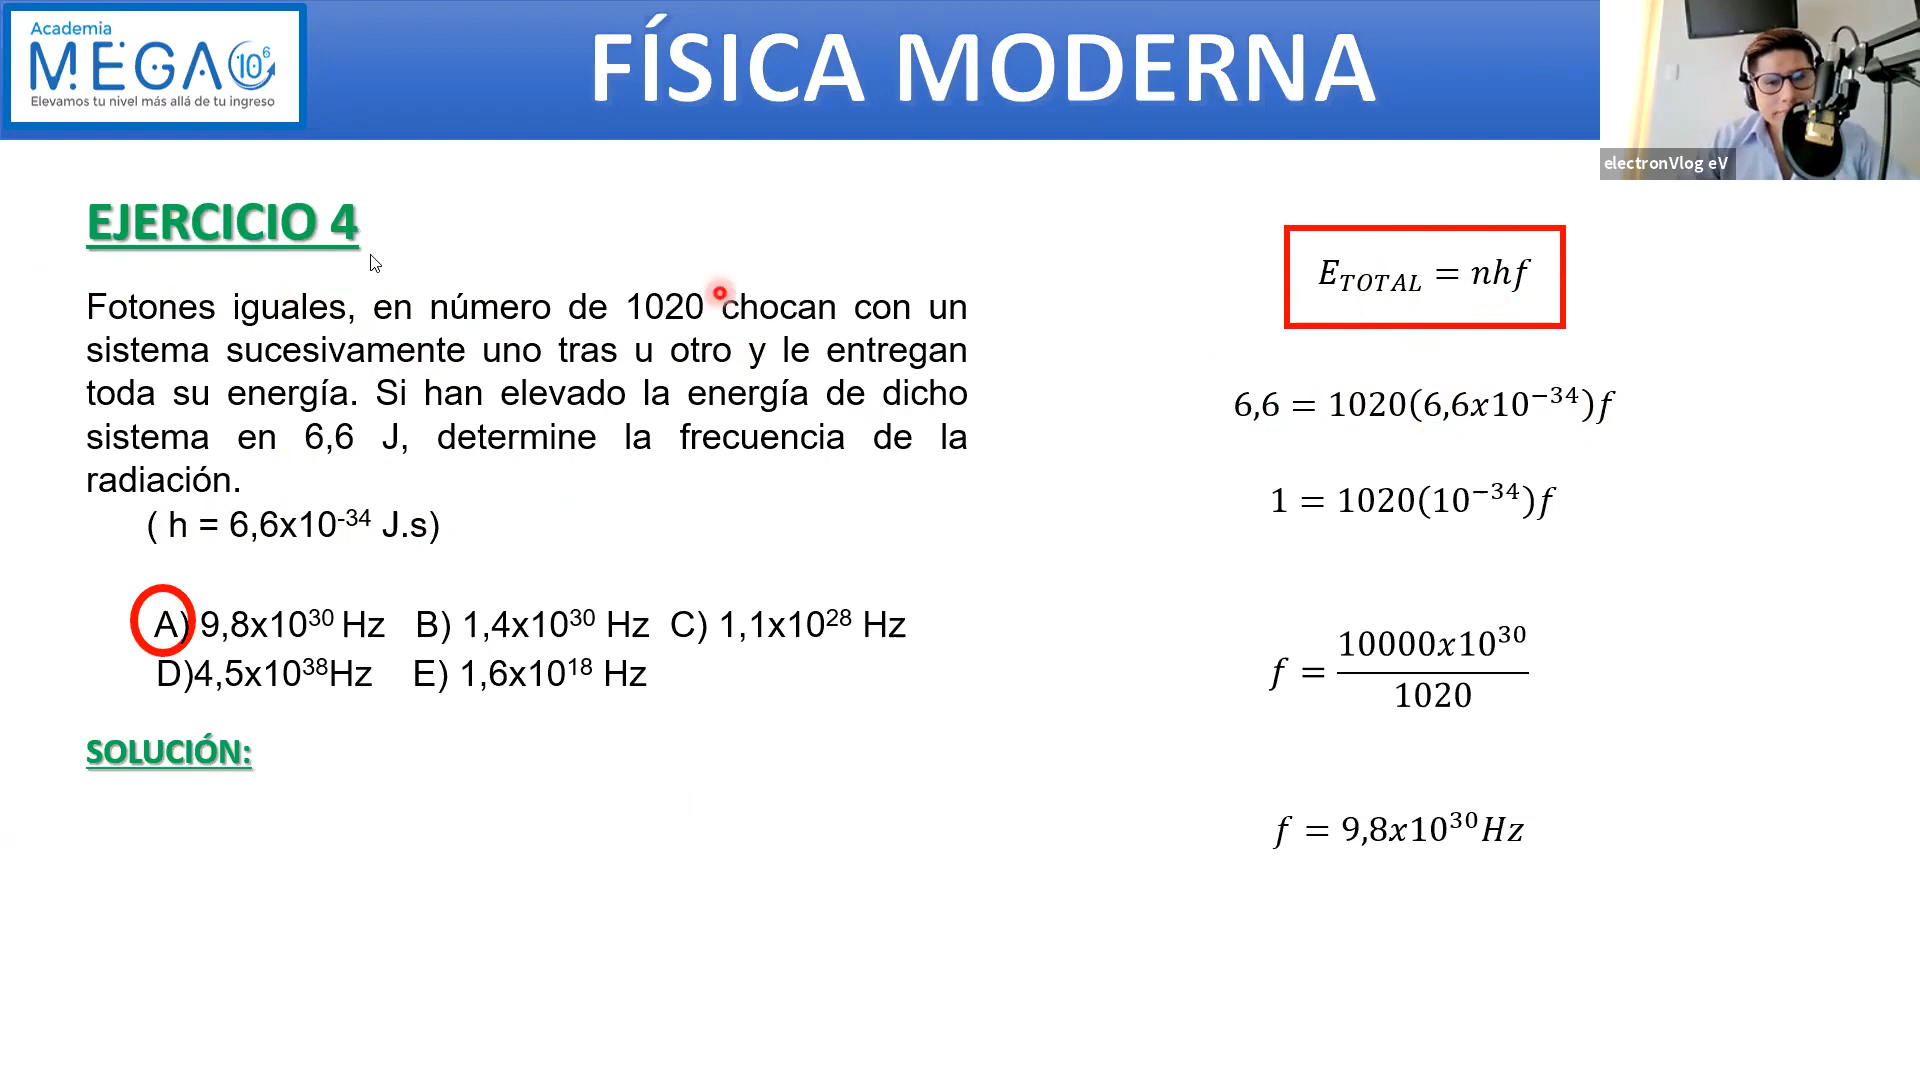 Academia
MEGA 10⁶
Elevamos tu nivel más allá de tu ingreso
FÍSICA MODERNA
electronVlog eV
EJERCICIO 4
Fotones iguales, en número de 1020 chocan con un
sistema sucesivamente uno tras u otro y le entregan
toda su energía. Si han elevado la energía de dicho
sistema en 6,6 J, determine la frecuencia de la
radiación.
( h = 6,6x10⁻³⁴ J.s)
A) 9,8x10³⁰ Hz B) 1,4x10³⁰ Hz C) 1,1x10²⁸ Hz
D)4,5x10³⁸Hz E) 1,6x10¹⁸ Hz
SOLUCIÓN:
E_TOTAL = nhf
6,6 = 1020(6,6x10⁻³⁴)f
1 = 1020(10⁻³⁴)f
f = 10000x10³⁰/1020
f = 9,8x10³⁰Hz